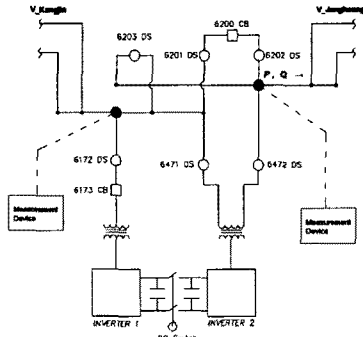 V_Kangjin
6200 CB
V_Jangheung
6203 DS
6201 DS
6202 DS
P, Q →
6172 DS
6471 DS
6472 DS
6173 CB
Measurement
Device
Measurement
Device
INVERTER 1
INVERTER 2